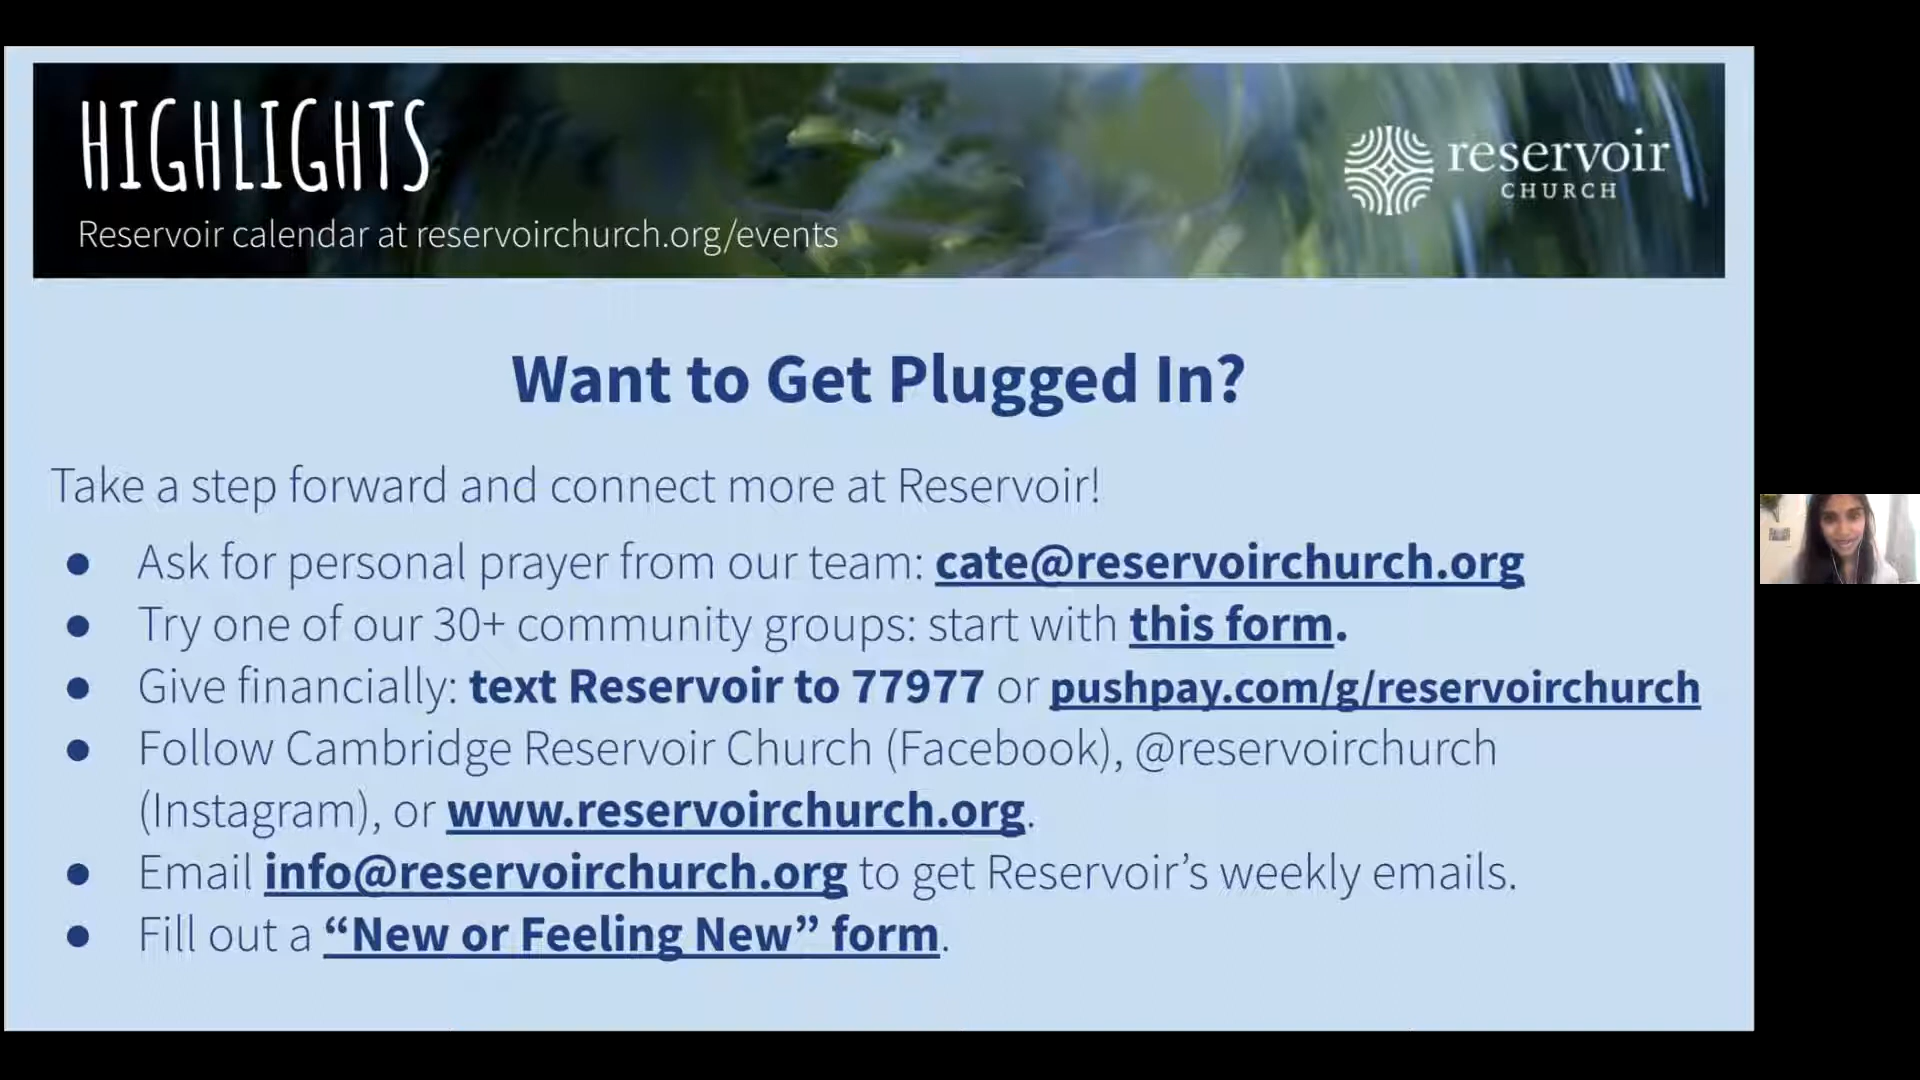 HIGHLIGHTS
Reservoir calendar at reservoirchurch.org/events
reservoir
CHURCH
Want to Get Plugged In?
Take a step forward and connect more at Reservoir!
● Ask for personal prayer from our team: cate@reservoirchurch.org
● Try one of our 30+ community groups: start with this form.
● Give financially: text Reservoir to 77977 or pushpay.com/g/reservoirchurch
● Follow Cambridge Reservoir Church (Facebook), @reservoirchurch
(Instagram), or www.reservoirchurch.org.
● Email info@reservoirchurch.org to get Reservoir’s weekly emails.
● Fill out a “New or Feeling New” form.